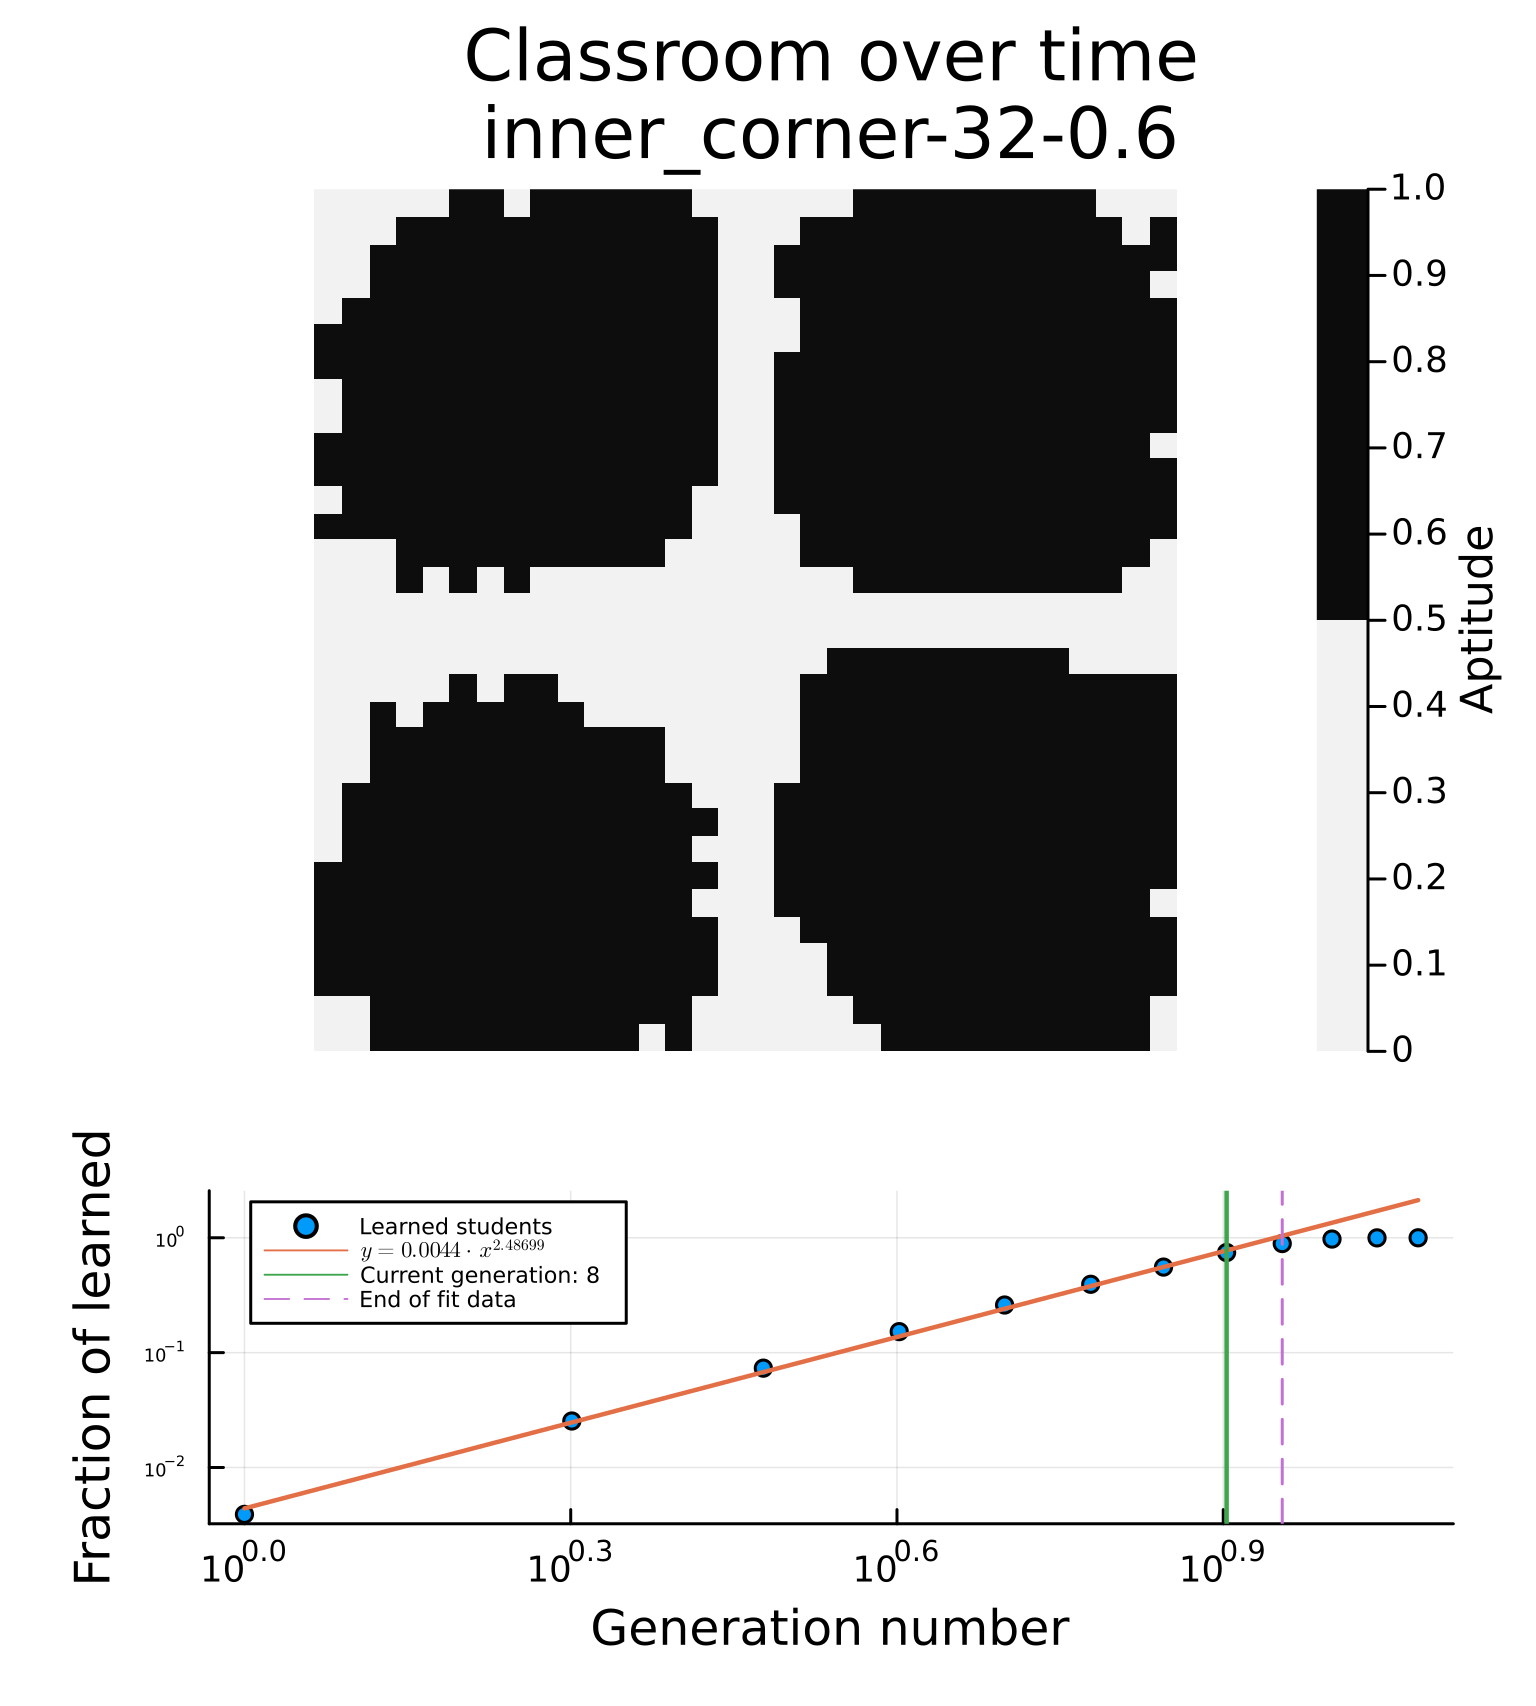 Classroom over time
inner_corner-32-0.6
1.0
0.9
0.8
0.7
0.6
0.5
0.4
0.3
0.2
0.1
0
Aptitude
Fraction of learned
10⁰
10⁻¹
10⁻²
Learned students
y = 0.0044 · x^2.48699
Current generation: 8
End of fit data
10^0.0 10^0.3 10^0.6 10^0.9
Generation number